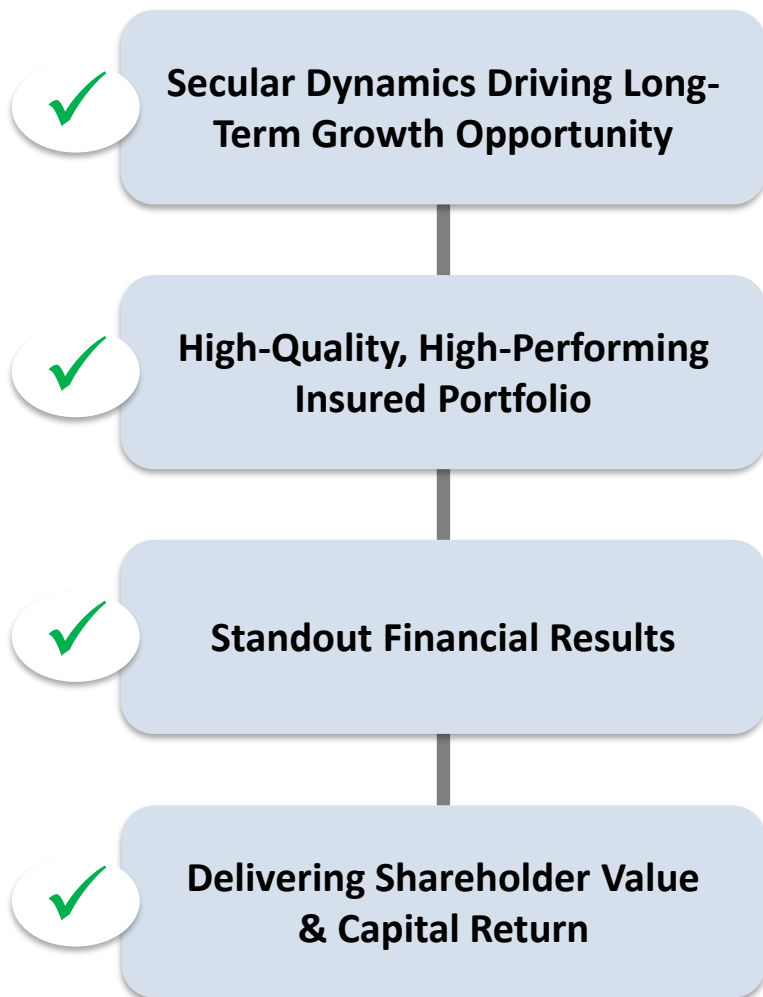 Secular Dynamics Driving Long-
Term Growth Opportunity
High-Quality, High-Performing
Insured Portfolio
Standout Financial Results
Delivering Shareholder Value
& Capital Return